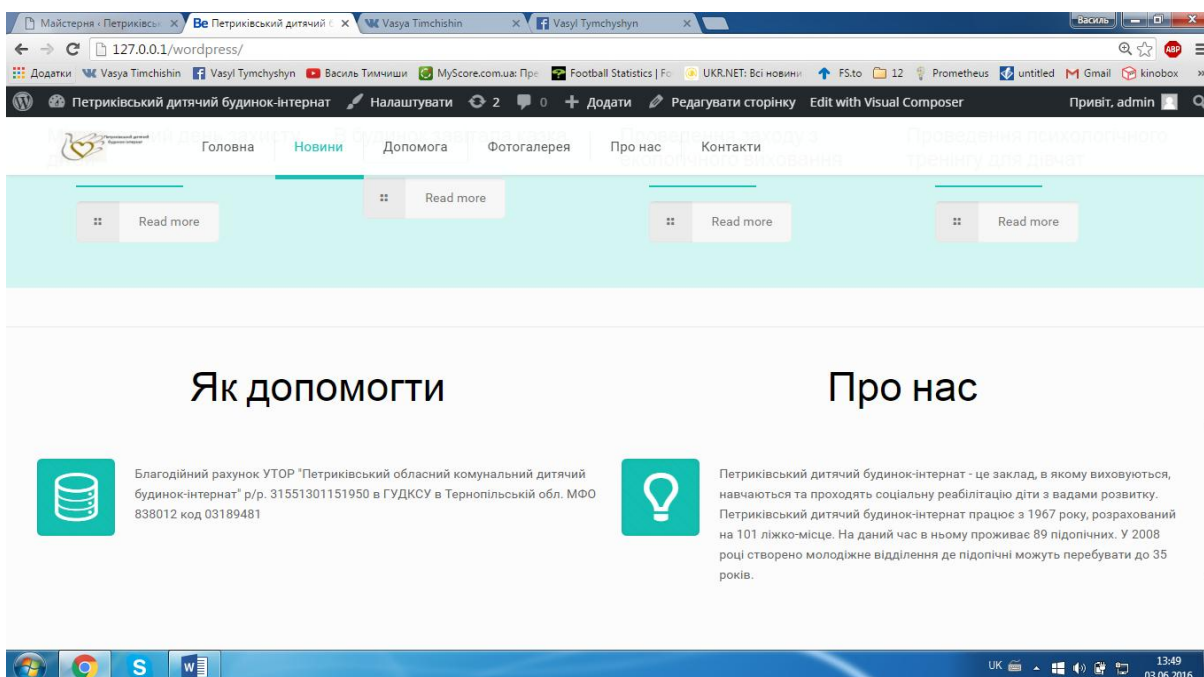 Майстерня ‹ Петриківсь
Be Петриківський дитячий б
Vasya Timchishin
Vasyl Tymchyshyn
Василь
127.0.0.1/wordpress/
ABP
Додатки
Vasya Timchishin
Vasyl Tymchyshyn
Василь Тимчиши
MyScore.com.ua: Пре
Football Statistics | Fo
UKR.NET: Всі новини
FS.to
12
Prometheus
untitled
Gmail
kinobox
»
Петриківський дитячий будинок-інтернат
Налаштувати
2
0
Додати
Редагувати сторінку
Edit with Visual Composer
Привіт, admin
Головна
Новини
Допомога
Фотогалерея
Про нас
Контакти
Read more
Read more
Read more
Read more
Як допомогти
Про нас
Благодійний рахунок УТОР "Петриківський обласний комунальний дитячий
будинок-інтернат" р/р. 31551301151950 в ГУДКСУ в Тернопільській обл. МФО
838012 код 03189481
Петриківський дитячий будинок-інтернат - це заклад, в якому виховуються,
навчаються та проходять соціальну реабілітацію діти з вадами розвитку.
Петриківський дитячий будинок-інтернат працює з 1967 року, розрахований
на 101 ліжко-місце. На даний час в ньому проживає 89 підопічних. У 2008
році створено молодіжне відділення де підопічні можуть перебувати до 35
років.
UK
13:49
03.06.2016